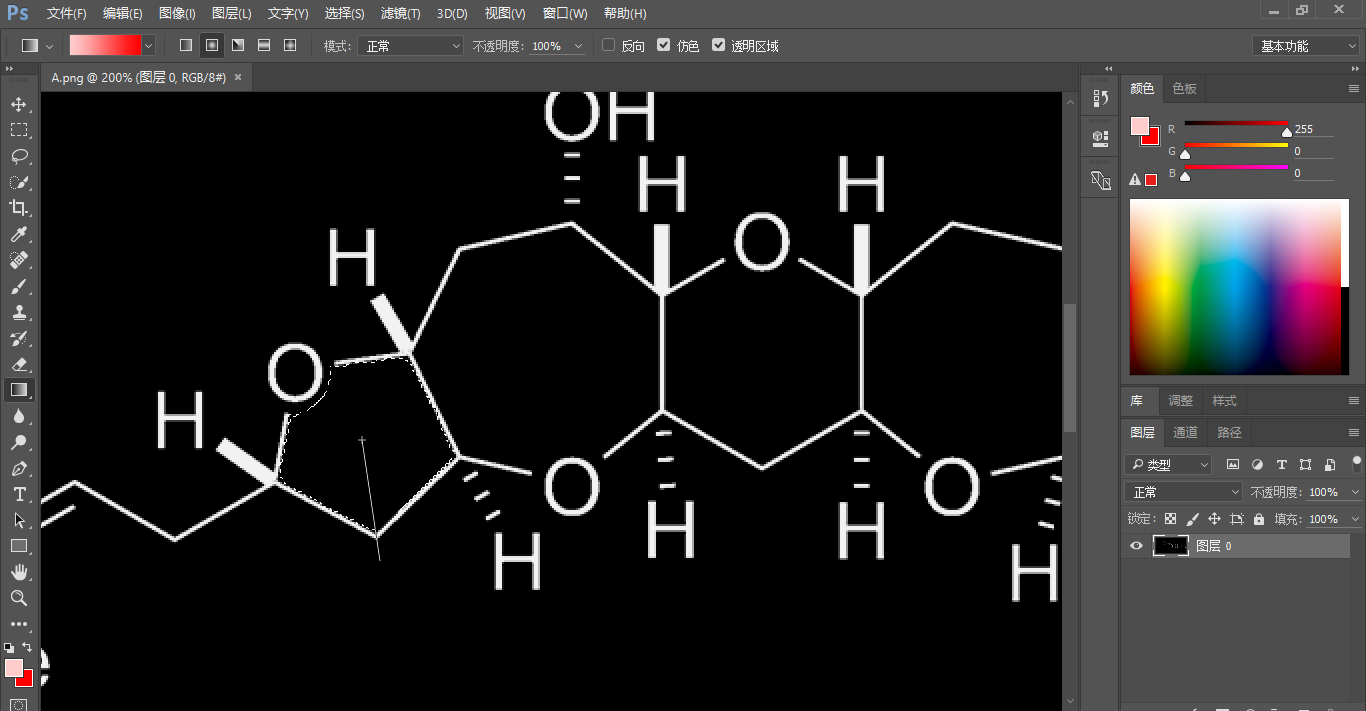 Ps 文件(F) 编辑(E) 图像(I) 图层(L) 文字(Y) 选择(S) 滤镜(T) 3D(D) 视图(V) 窗口(W) 帮助(H)
模式: 正常 不透明度: 100% 反向 仿色 透明区域 基本功能
A.png @ 200% (图层 0, RGB/8#) ×
颜色 色板
R 255
G 0
B 0
库 调整 样式
图层 通道 路径
类型
正常 不透明度: 100%
锁定: 填充: 100%
图层 0
OH
H H
O
H
O
H
O O
H H
H
H